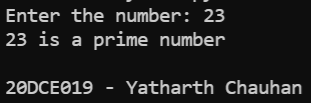 Enter the number: 23
23 is a prime number
20DCE019 - Yatharth Chauhan